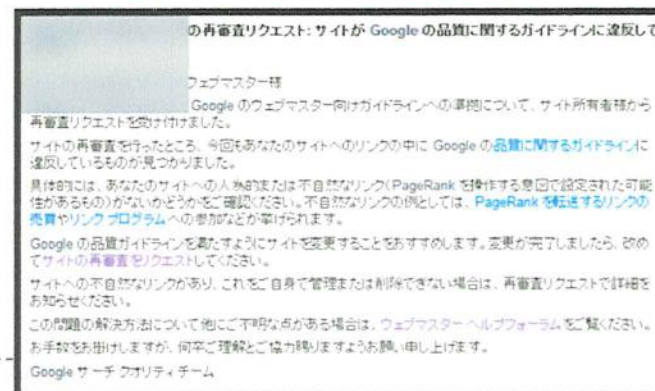 の再審査リクエスト: サイトが Google の品質に関するガイドラインに違反して
ウェブマスター様
Google のウェブマスター向けガイドラインへの準拠について、サイト所有者様から
再審査リクエストを受け付けました。
サイトの再審査を行ったところ、今回もあなたのサイトへのリンクの中に Google の品質に関するガイドラインに
違反しているものが見つかりました。
具体的には、あなたのサイトへの人為的または不自然なリンク(PageRank を操作する意図で設定された可能
性があるもの)がないかどうかをご確認ください。不自然なリンクの例としては、PageRank を転送するリンクの
売買やリンク プログラムへの参加などが挙げられます。
Google の品質ガイドラインを満たすようにサイトを変更することをおすすめします。変更が完了しましたら、改め
てサイトの再審査をリクエストしてください。
サイトへの不自然なリンクがあり、これをご自身で管理または削除できない場合は、再審査リクエストで詳細を
お知らせください。
この問題の解決方法について他にご不明な点がある場合は、ウェブマスター ヘルプフォーラムをご覧ください。
お手数をお掛けしますが、何卒ご理解とご協力賜りますようお願い申し上げます。
Google サーチ クオリティ チーム